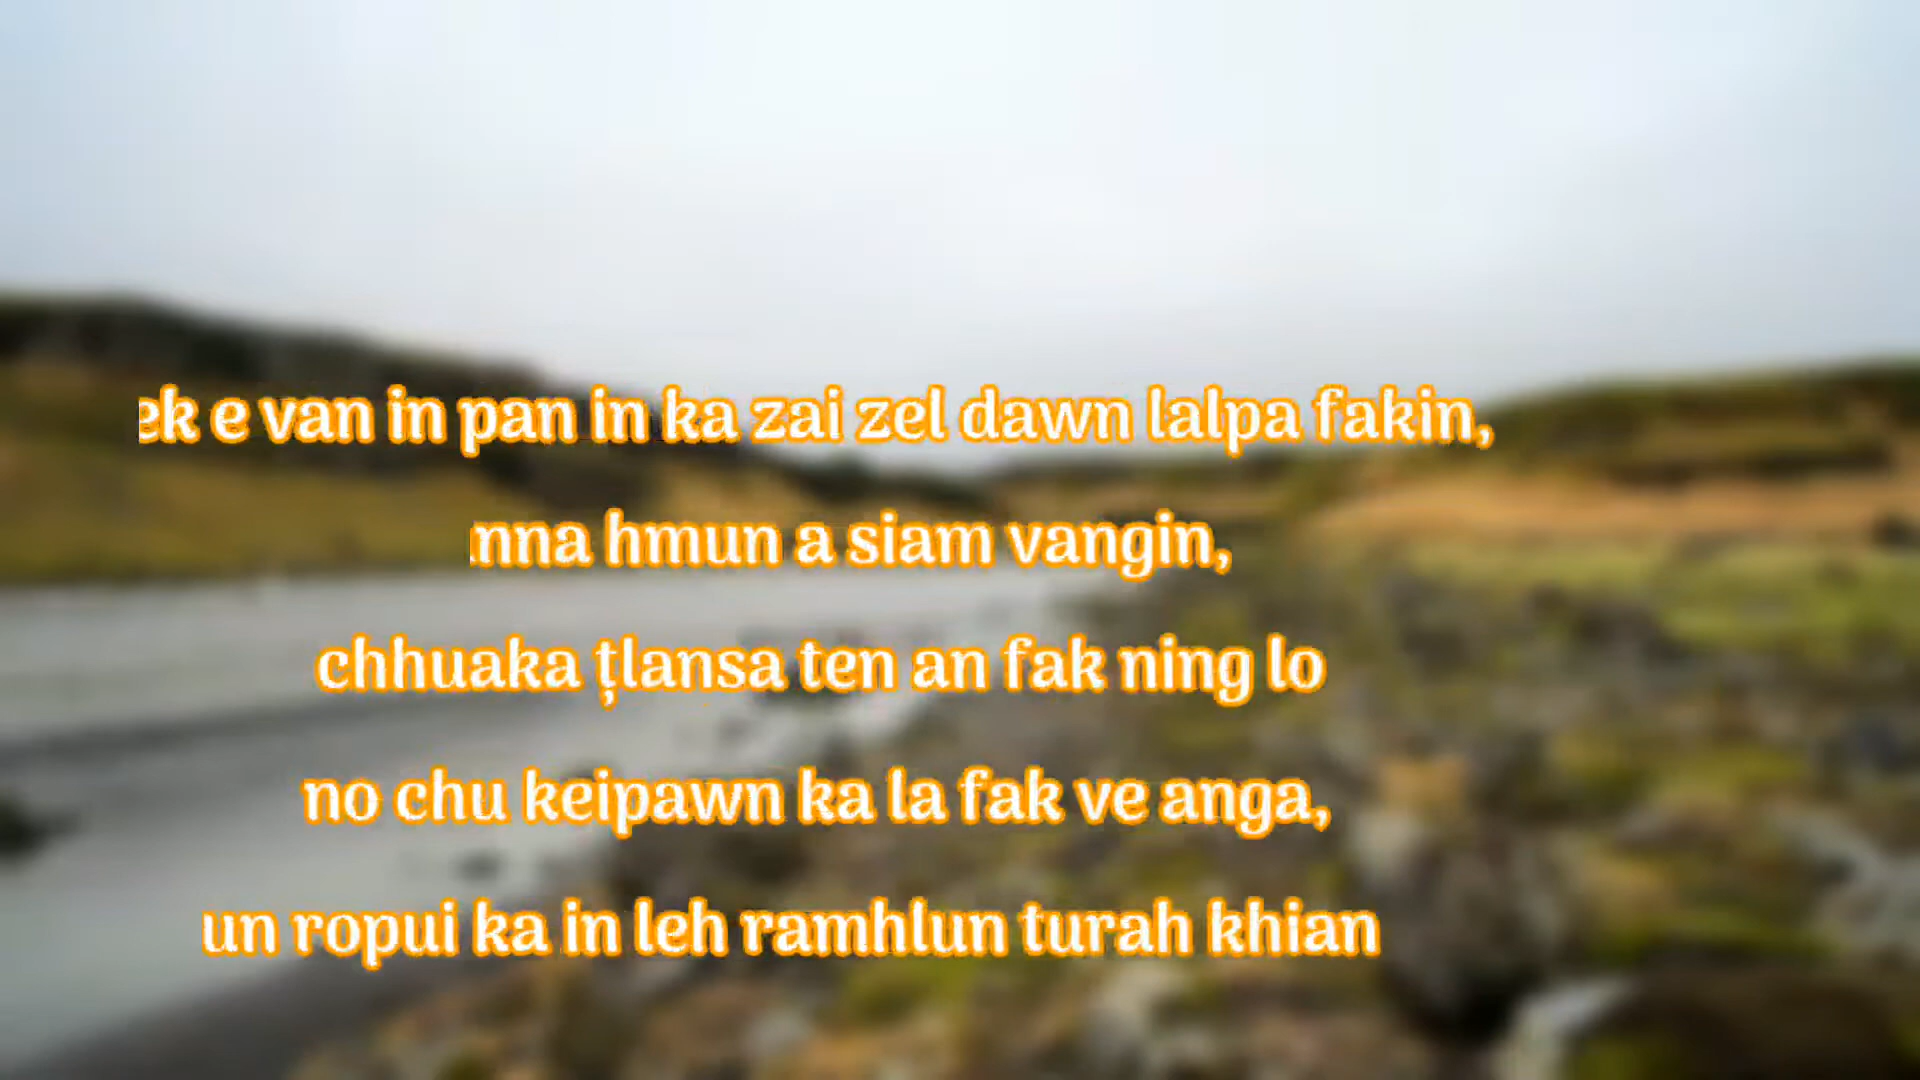 ek e van in pan in ka zai zel dawn lalpa fakin,
nna hmun a siam vangin,
chhuaka țlansa ten an fak ning lo
no chu keipawn ka la fak ve anga,
un ropui ka in leh ramhlun turah khian